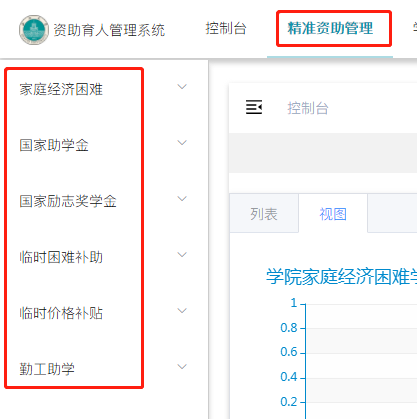 资助育人管理系统 控制台 精准资助管理
家庭经济困难
国家助学金
国家励志奖学金
临时困难补助
临时价格补贴
勤工助学
控制台
列表 视图
学院家庭经济困难学
1
0.8
0.6
0.4
0.2